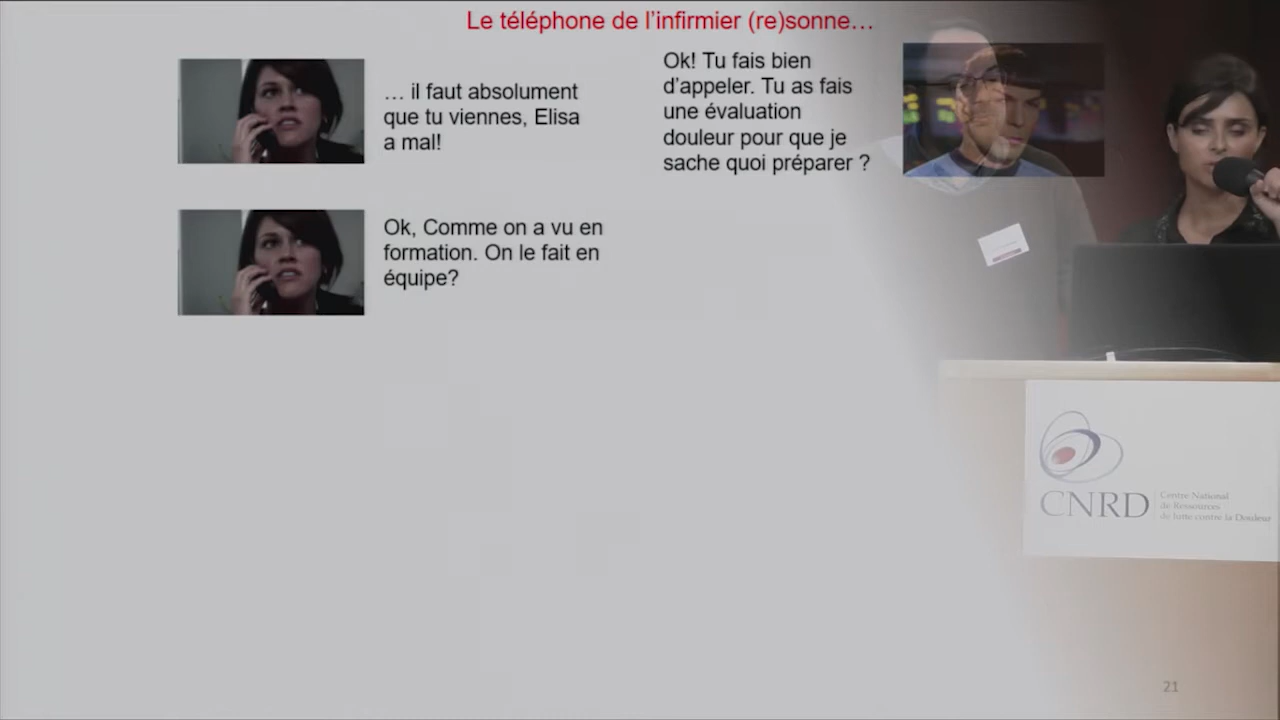 Le téléphone de l'infirmier (re)sonne…
… il faut absolument
que tu viennes, Elisa
a mal!
Ok! Tu fais bien
d'appeler. Tu as fais
une évaluation
douleur pour que je
sache quoi préparer ?
Ok, Comme on a vu en
formation. On le fait en
équipe?
CNRD
Centre National
de Ressources
de lutte contre la Douleur
21